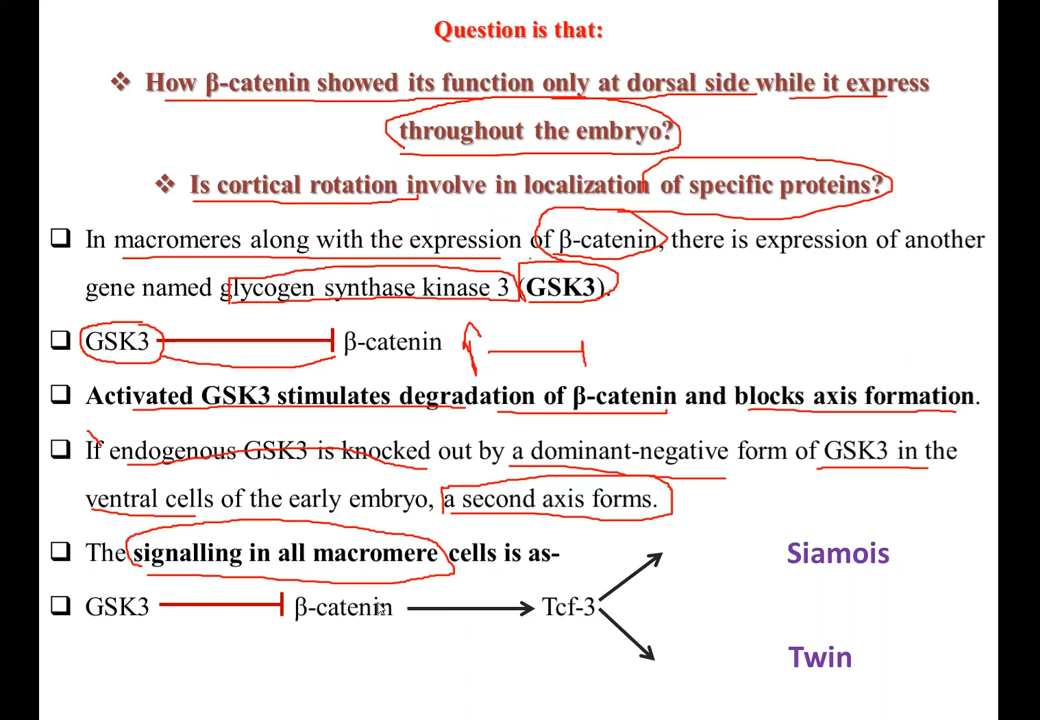 Question is that:
❖ How β-catenin showed its function only at dorsal side while it express
throughout the embryo?
❖ Is cortical rotation involve in localization of specific proteins?
❑ In macromeres along with the expression of β-catenin, there is expression of another
gene named glycogen synthase kinase 3 (GSK3).
❑ GSK3 β-catenin
❑ Activated GSK3 stimulates degradation of β-catenin and blocks axis formation.
❑ If endogenous GSK3 is knocked out by a dominant-negative form of GSK3 in the
ventral cells of the early embryo, a second axis forms.
❑ The signalling in all macromere cells is as-
Siamois
❑ GSK3 β-catenin Tcf-3
Twin